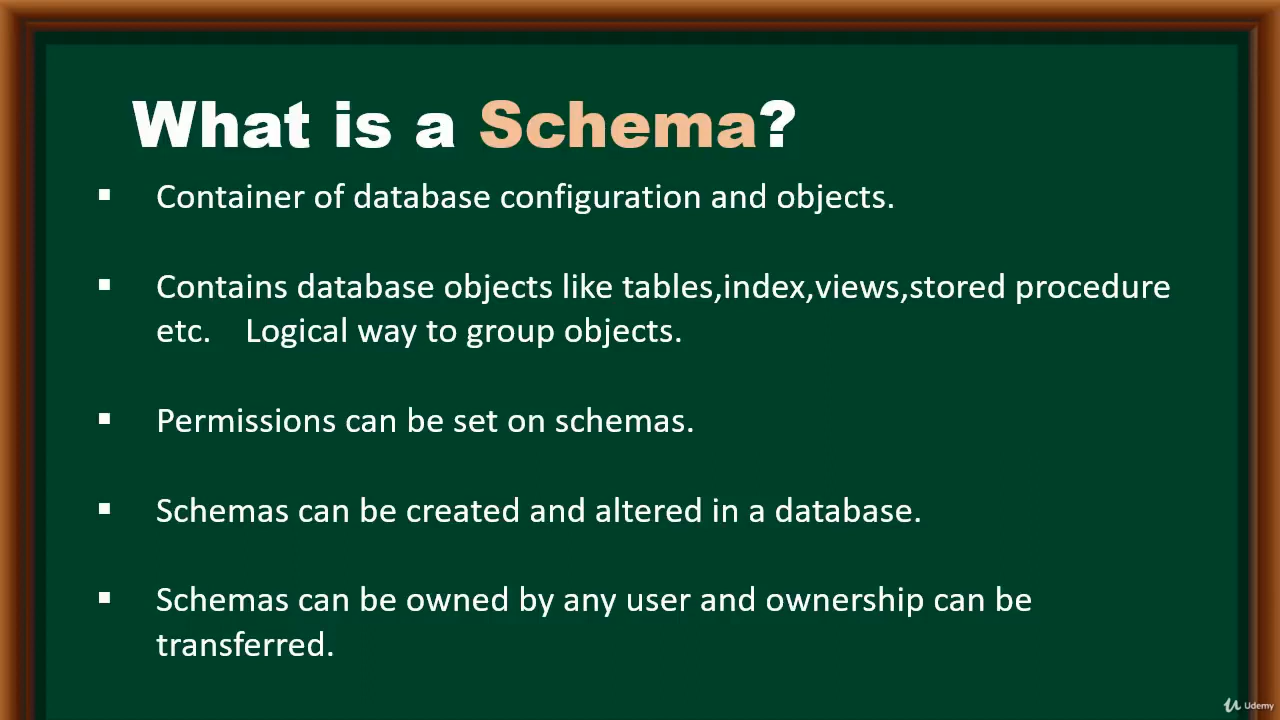 What is a Schema?
▪ Container of database configuration and objects.
▪ Contains database objects like tables,index,views,stored procedure
etc. Logical way to group objects.
▪ Permissions can be set on schemas.
▪ Schemas can be created and altered in a database.
▪ Schemas can be owned by any user and ownership can be
transferred.
Udemy